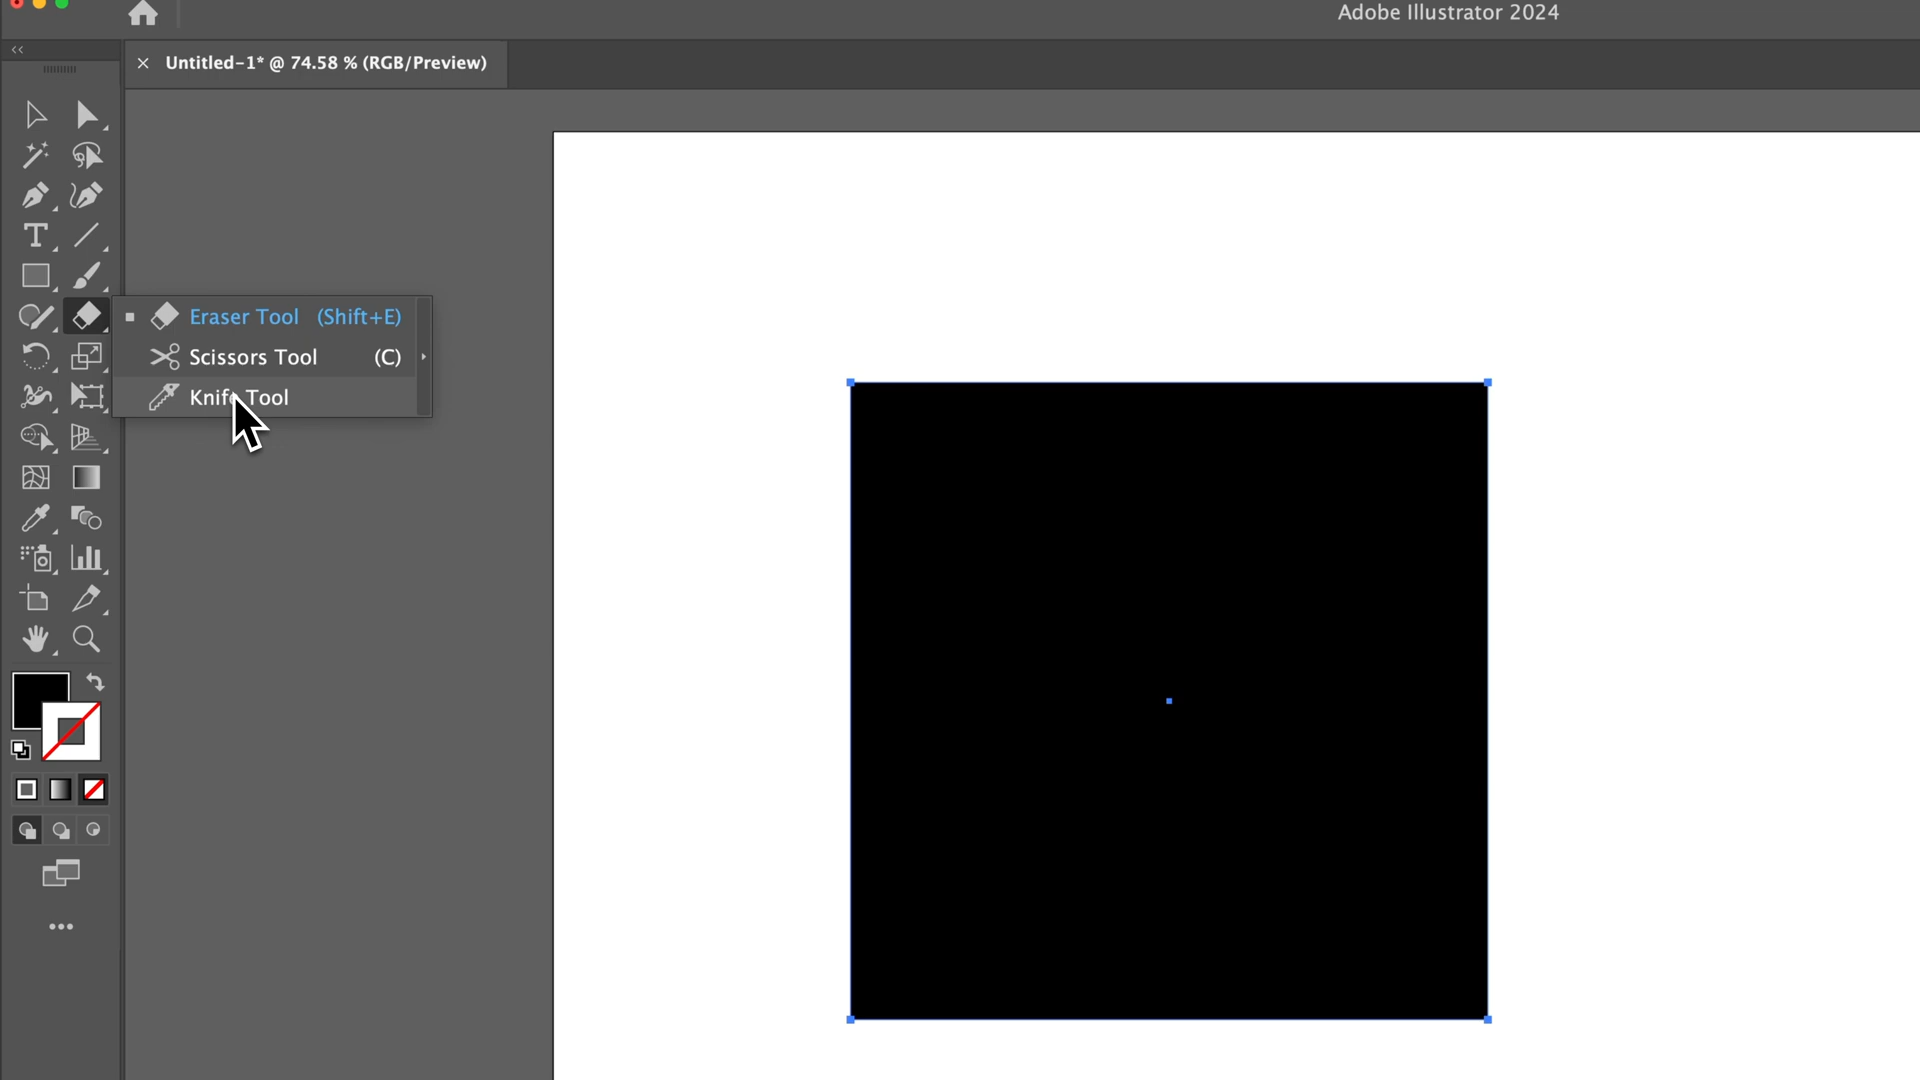 Adobe Illustrator 2024
Untitled-1* @ 74.58 % (RGB/Preview)
Eraser Tool (Shift+E)
Scissors Tool (C)
Knife Tool